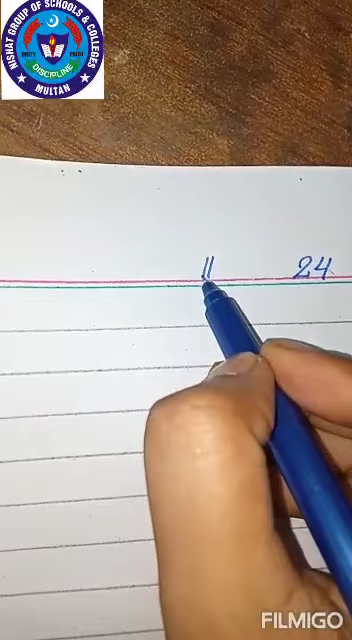 NISHAT GROUP OF SCHOOLS & COLLEGES
UNITY FAITH
DISCIPLINE
MULTAN
11 24
FILMIGO